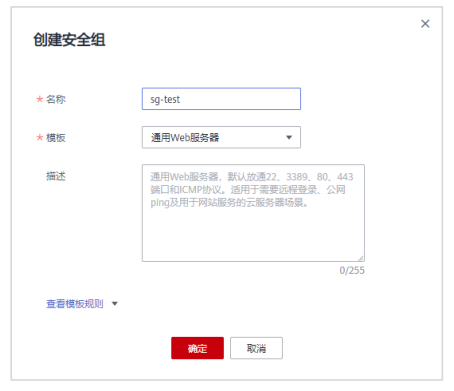 创建安全组
* 名称
sg-test
* 模板
通用Web服务器
描述
通用Web服务器，默认放通22、3389、80、443
端口和ICMP协议。适用于需要远程登录、公网
ping及用于网站服务的云服务器场景。
0/255
查看模板规则
确定
取消